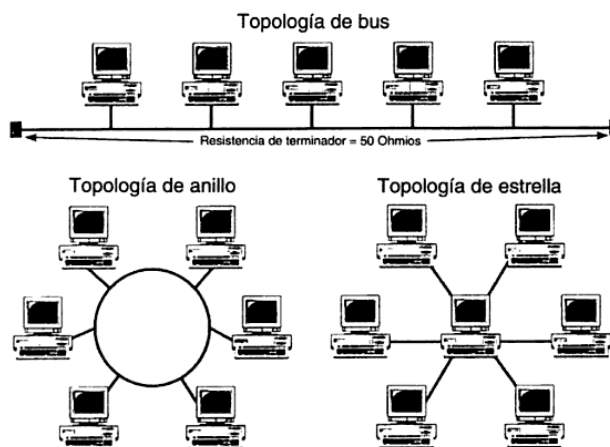 Topología de bus
Resistencia de terminador = 50 Ohmios
Topología de anillo
Topología de estrella